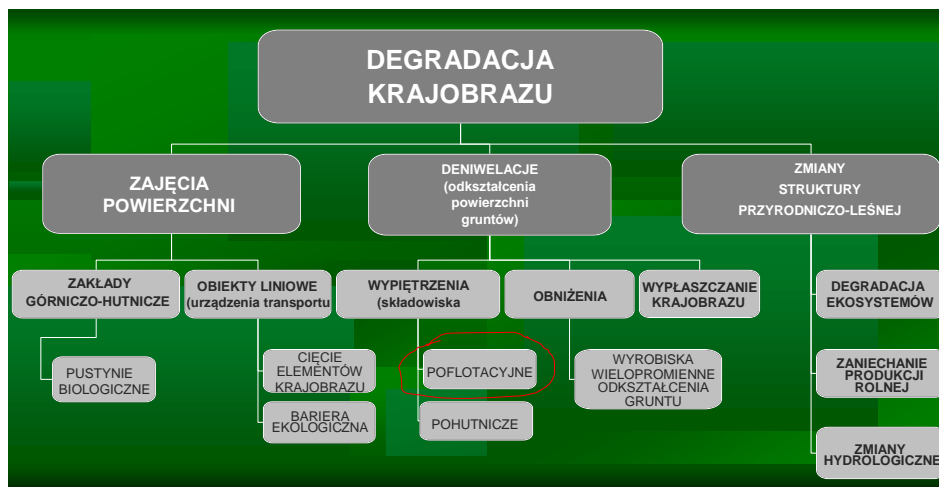 DEGRADACJA
KRAJOBRAZU
ZAJĘCIA
POWIERZCHNI
DENIWELACJE
(odkształcenia
powierzchni
gruntów)
ZMIANY
STRUKTURY
PRZYRODNICZO-LEŚNEJ
ZAKŁADY
GÓRNICZO-HUTNICZE
OBIEKTY LINIOWE
(urządzenia transportu
WYPIĘTRZENIA
(składowiska
OBNIŻENIA
WYPŁASZCZANIE
KRAJOBRAZU
DEGRADACJA
EKOSYSTEMÓW
PUSTYNIE
BIOLOGICZNE
CIĘCIE
ELEMENTÓW
KRAJOBRAZU
POFLOTACYJNE
WYROBISKA
WIELOPROMIENNE
ODKSZTAŁCENIA
GRUNTU
ZANIECHANIE
PRODUKCJI
ROLNEJ
BARIERA
EKOLOGICZNA
POHUTNICZE
ZMIANY
HYDROLOGICZNE